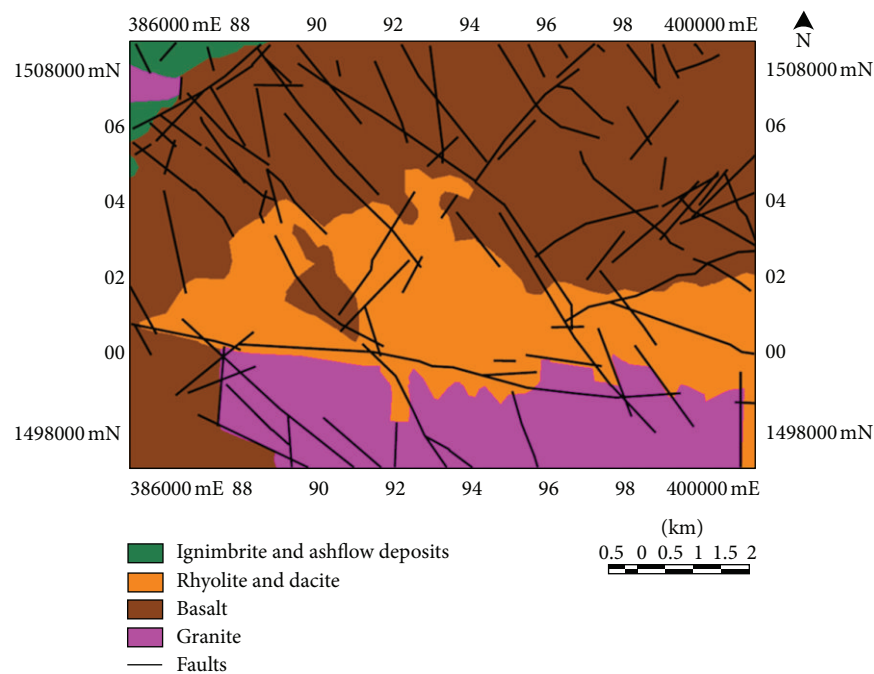 386000 mE 88 90 92 94 96 98 400000 mE
N
1508000 mN 1508000 mN
06 06
04 04
02 02
00 00
1498000 mN 1498000 mN
386000 mE 88 90 92 94 96 98 400000 mE
(km)
0.5 0 0.5 1 1.5 2
Ignimbrite and ashflow deposits
Rhyolite and dacite
Basalt
Granite
Faults